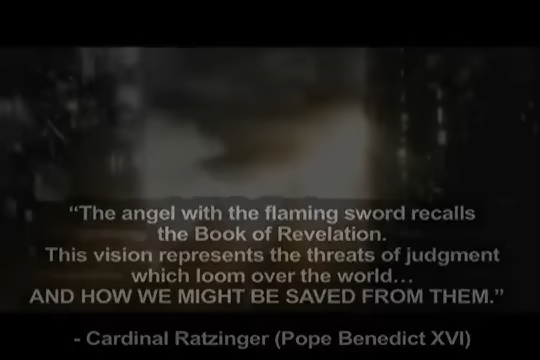 “The angel with the flaming sword recalls
the Book of Revelation.
This vision represents the threats of judgment
which loom over the world...
AND HOW WE MIGHT BE SAVED FROM THEM.”
- Cardinal Ratzinger (Pope Benedict XVI)